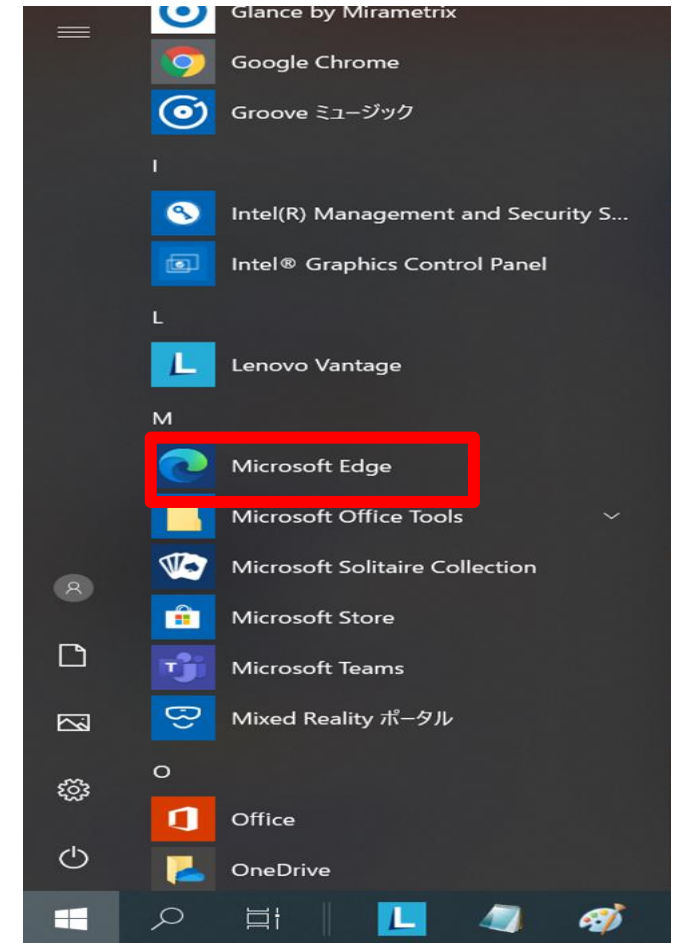 Glance by Mirametrix
Google Chrome
Groove ミュージック
I
Intel(R) Management and Security S...
Intel® Graphics Control Panel
L
Lenovo Vantage
M
Microsoft Edge
Microsoft Office Tools
Microsoft Solitaire Collection
Microsoft Store
Microsoft Teams
Mixed Reality ポータル
O
Office
OneDrive